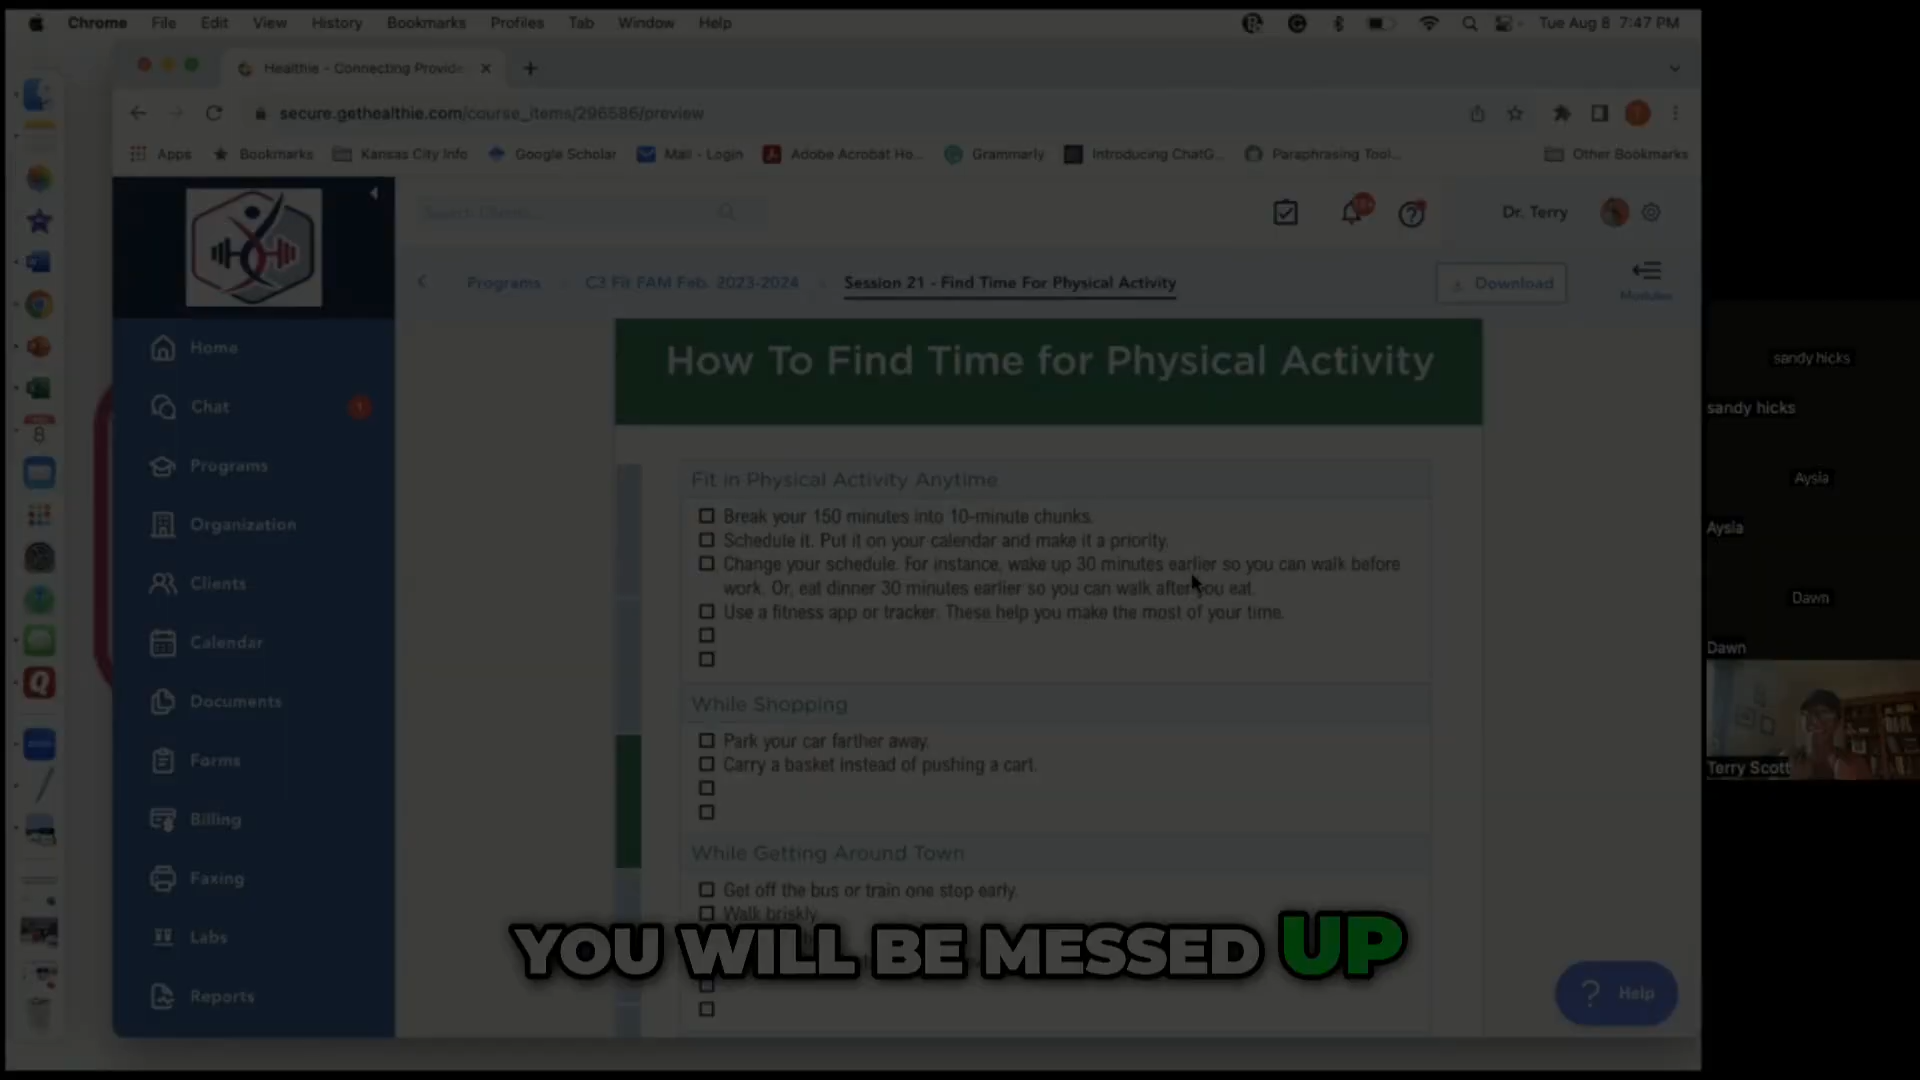 Chrome File Edit View History Bookmarks Profiles Tab Window Help
Tue Aug 8 7:47 PM
Healthie - Connecting Provide
secure.gethealthie.com/course_items/296586/preview
Apps Bookmarks Kansas City Info Google Scholar Mail - Login Adobe Acrobat Ho... Grammarly Introducing ChatG... Paraphrasing Tool... Other Bookmarks
Search Clients...
Dr. Terry
Programs C3 Fit FAM Feb. 2023-2024 Session 21 - Find Time For Physical Activity
Download
Modules
Home
Chat 1
Programs
Organization
Clients
Calendar
Documents
Forms
Billing
Faxing
Labs
Reports
8
How To Find Time for Physical Activity
Fit in Physical Activity Anytime
Break your 150 minutes into 10-minute chunks.
Schedule it. Put it on your calendar and make it a priority.
Change your schedule. For instance, wake up 30 minutes earlier so you can walk before
work. Or, eat dinner 30 minutes earlier so you can walk after you eat.
Use a fitness app or tracker. These help you make the most of your time.
While Shopping
Park your car farther away.
Carry a basket instead of pushing a cart.
While Getting Around Town
Get off the bus or train one stop early.
Walk briskly.
YOU WILL BE MESSED UP
? Help
sandy hicks
sandy hicks
Aysia
Aysia
Dawn
Dawn
Terry Scott